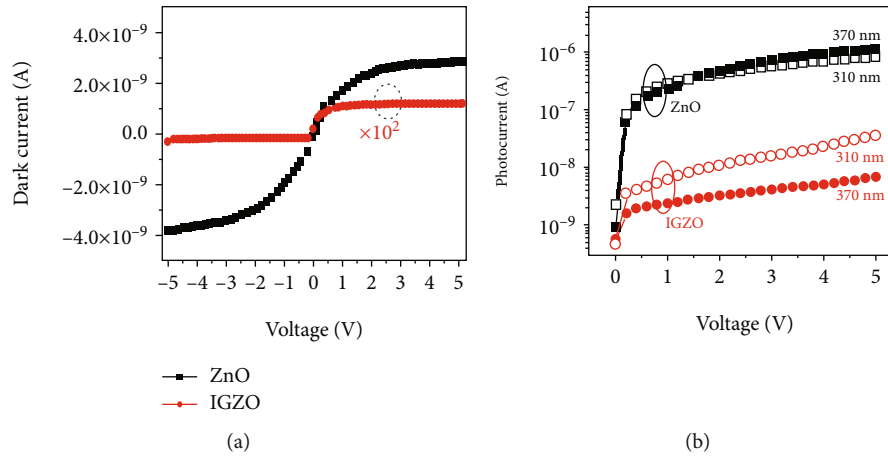 Dark current (A)
4.0×10⁻⁹
2.0×10⁻⁹
0.0
−2.0×10⁻⁹
−4.0×10⁻⁹
×10²
−5 −4 −3 −2 −1 0 1 2 3 4 5
Voltage (V)
ZnO
IGZO
(a)
Photocurrent (A)
10⁻⁶
10⁻⁷
10⁻⁸
10⁻⁹
370 nm
310 nm
ZnO
310 nm
370 nm
IGZO
0 1 2 3 4 5
Voltage (V)
(b)